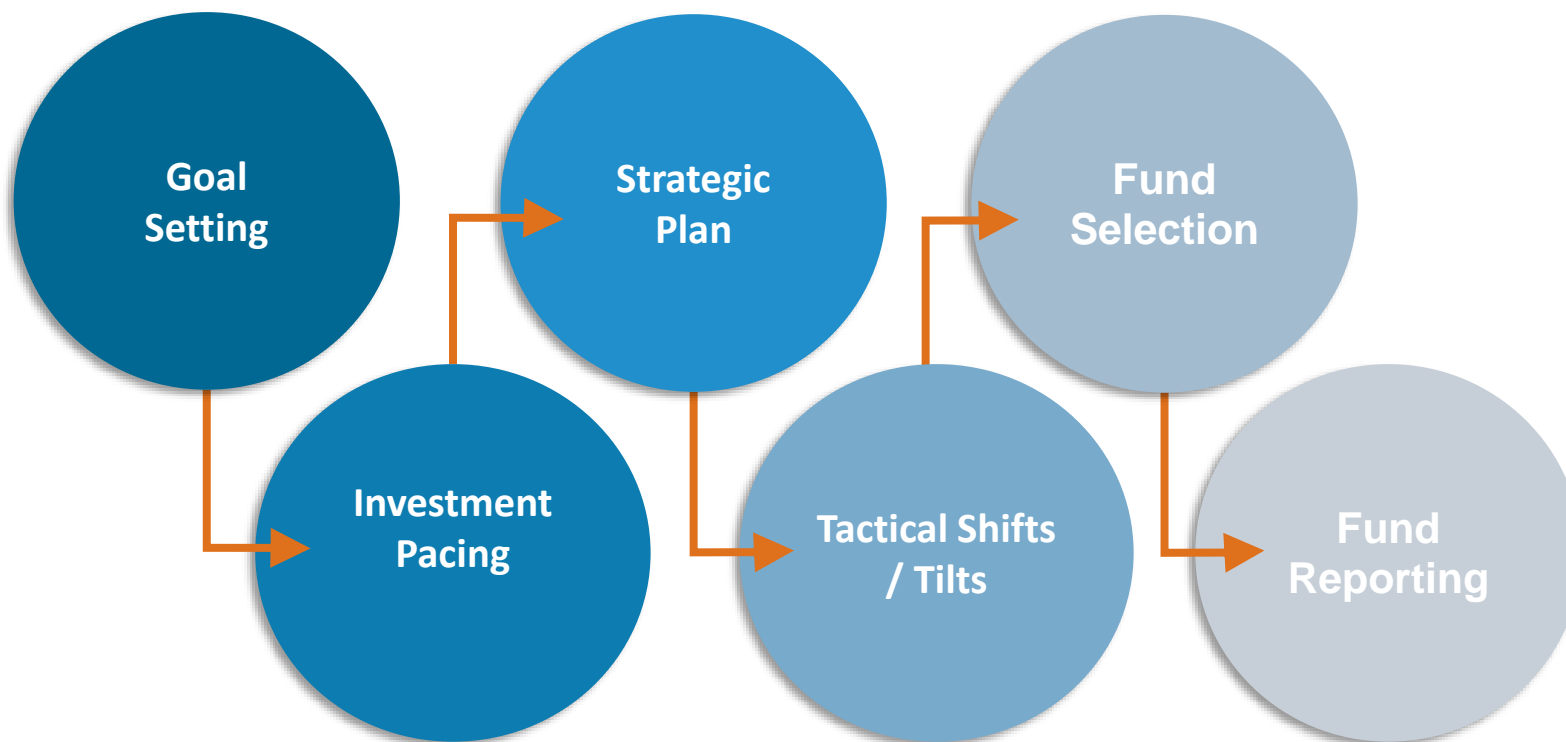 Goal
Setting
Investment
Pacing
Strategic
Plan
Tactical Shifts
/ Tilts
Fund
Selection
Fund
Reporting